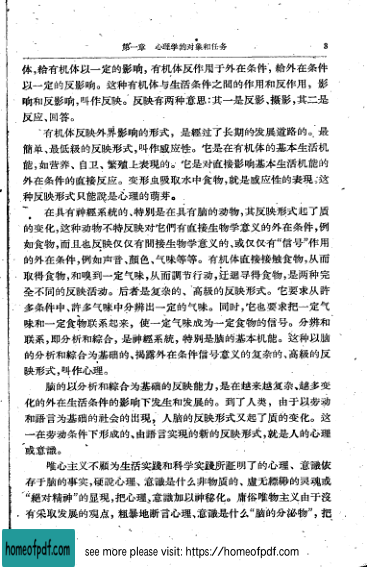 第一章 心理学的对象和任务 3
体,給有机体以一定的影响,有机体反作用于外在条件,給外在条件
以一定的反影响。这种有机体与生活条件之間的作用和反作用,影
响和反影响,叫作反映。反映有两种意思:其一是反影、摄影,其二是
反应、回答。
有机体反映外界影响的形式,是經过了长期的发展道路的。最
簡单、最低級的反映形式,叫作感应性。它是在有机体的基本生活机
能,如营养、自卫、繁殖上表現的。它是对直接影响基本生活机能的
外在条件的直接反应。变形虫吸取水中食物,就是感应性的表現;这
种反映形式只能說是心理的萌芽。
在具有神經系統的、特別是在具有脑的动物,其反映形式起了质
的变化,这种动物不特反映对它們有直接生物学意义的外在条件,例
如食物,而且也反映仅仅有間接生物学意义的、或仅仅有“信号”作用
的外在条件,例如声音、顏色、气味等等。有机体直接接触食物,从而
取得食物,和嗅到一定气味,从而調节行动,迂迴寻得食物,是两种完
全不同的反映活动。后者是复杂的、高級的反映形式。它要求从許
多条件中、許多气味中分辨出一定的气味。同时,它也要求把一定气
味和一定食物联系起来,使一定气味成为一定食物的信号。分辨和
联系,即分析和綜合,是神經系統,特別是脑的基本机能。这种以脑
的分析和綜合为基础的、揭露外在条件信号意义的复杂的、高級的反
映形式,叫作心理。
脑的以分析和綜合为基础的反映能力,是在越来越复杂、越多变
化的外在生活条件的影响下发生和发展的。到了人类,由于以劳动
和語言为基础的社会的出現,人脑的反映形式又起了质的变化。这
一在劳动条件下形成的、由語言实現的新的反映形式,就是人的心理
或意識。
唯心主义不顾为生活实踐和科学实踐所証明了的心理、意識依
存于脑的事实,硬說心理、意識是什么非物质的、虛无縹緲的灵魂或
“絕对精神”的显現,把心理、意識加以神秘化。庸俗唯物主义由于沒
有采取发展的观点,粗暴地断言心理、意識是什么“脑的分泌物”,把
homeofpdf.com see more please visit: https://homeofpdf.com